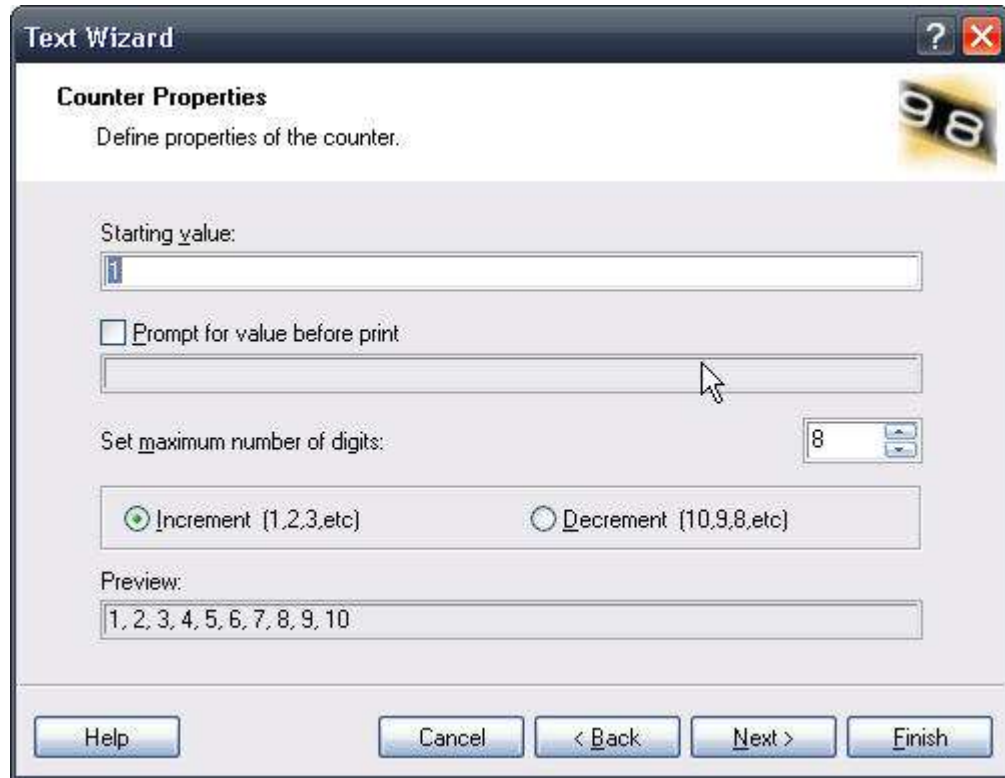 Text Wizard
Counter Properties
Define properties of the counter.
98
Starting value:
1
Prompt for value before print
Set maximum number of digits:
8
Increment (1,2,3,etc)
Decrement (10,9,8,etc)
Preview:
1, 2, 3, 4, 5, 6, 7, 8, 9, 10
Help
Cancel
< Back
Next >
Finish